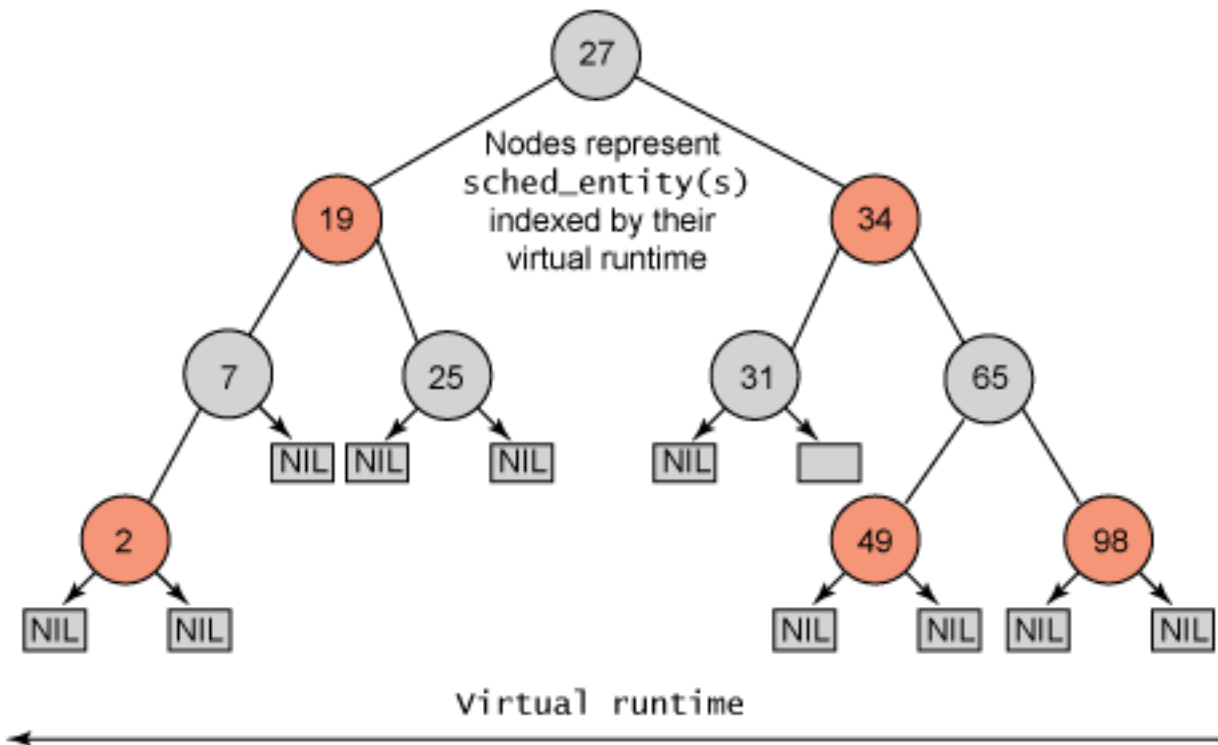 27
Nodes represent
sched_entity(s)
indexed by their
virtual runtime
19
34
7
25
31
65
NIL
NIL
NIL
NIL
2
49
98
NIL
NIL
NIL
NIL
NIL
NIL
Virtual runtime